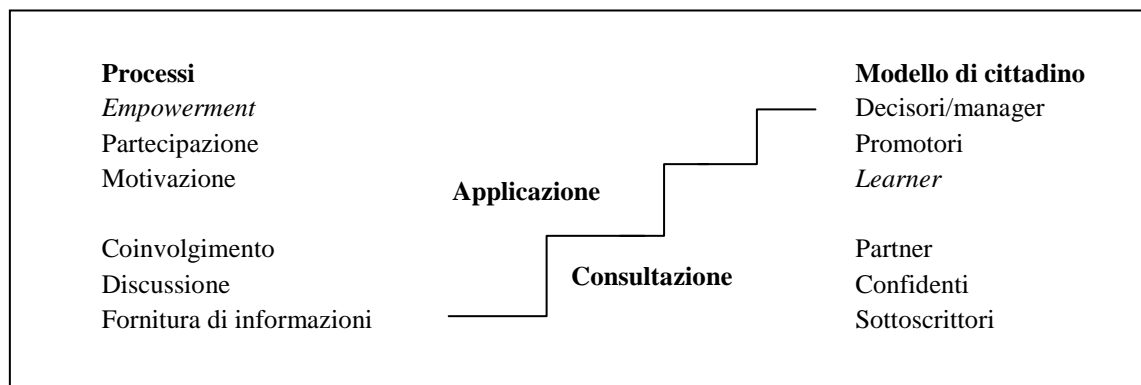 Processi
Empowerment
Partecipazione
Motivazione
Coinvolgimento
Discussione
Fornitura di informazioni
Applicazione
Consultazione
Modello di cittadino
Decisori/manager
Promotori
Learner
Partner
Confidenti
Sottoscrittori